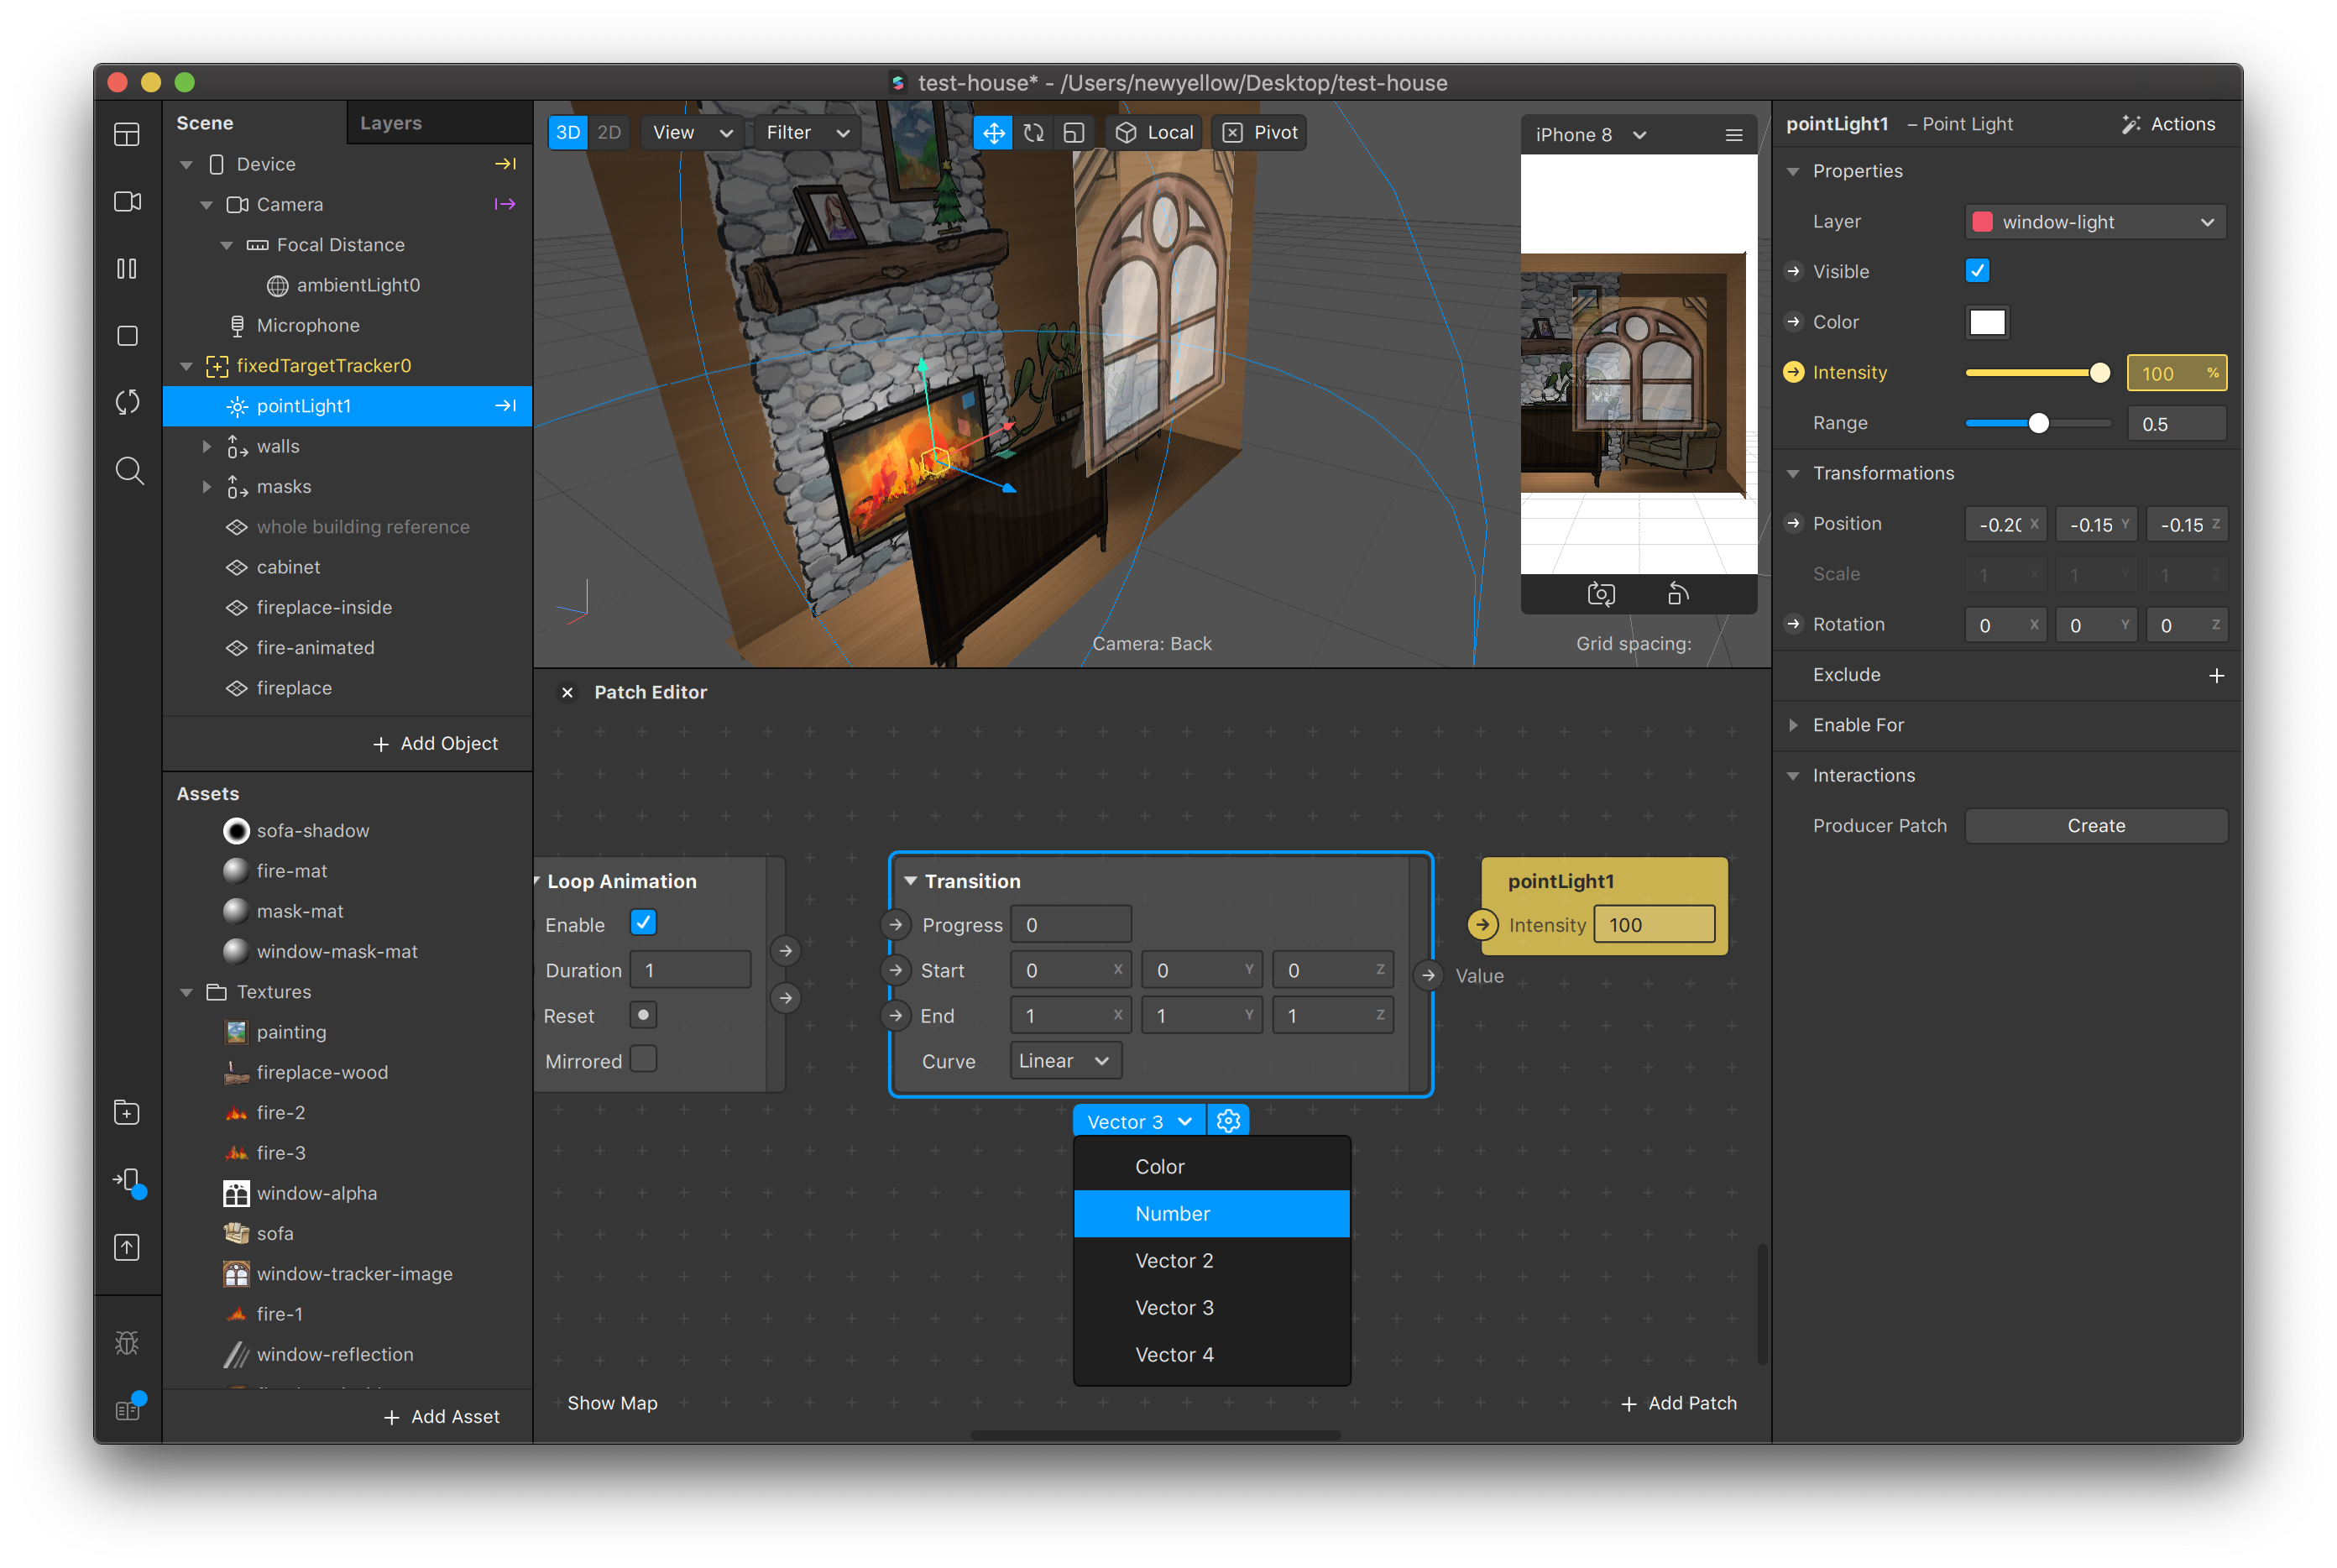 test-house* - /Users/newyellow/Desktop/test-house
Scene
Layers
Device
Camera
Focal Distance
ambientLight0
Microphone
fixedTargetTracker0
pointLight1
walls
masks
whole building reference
cabinet
fireplace-inside
fire-animated
fireplace
+ Add Object
Assets
sofa-shadow
fire-mat
mask-mat
window-mask-mat
Textures
painting
fireplace-wood
fire-2
fire-3
window-alpha
sofa
window-tracker-image
fire-1
window-reflection
+ Add Asset
3D 2D
View
Filter
Local
Pivot
iPhone 8
Camera: Back
Grid spacing:
Patch Editor
Loop Animation
Enable
Duration 1
Reset
Mirrored
Transition
Progress 0
Start 0 X 0 Y 0 Z
End 1 X 1 Y 1 Z
Curve Linear
Value
pointLight1
Intensity 100
Vector 3
Color
Number
Vector 2
Vector 3
Vector 4
Show Map
+ Add Patch
pointLight1 – Point Light
Actions
Properties
Layer window-light
Visible
Color
Intensity 100 %
Range 0.5
Transformations
Position -0.20 X -0.15 Y -0.15 Z
Scale 1 X 1 Y 1 Z
Rotation 0 X 0 Y 0 Z
Exclude +
Enable For
Interactions
Producer Patch Create